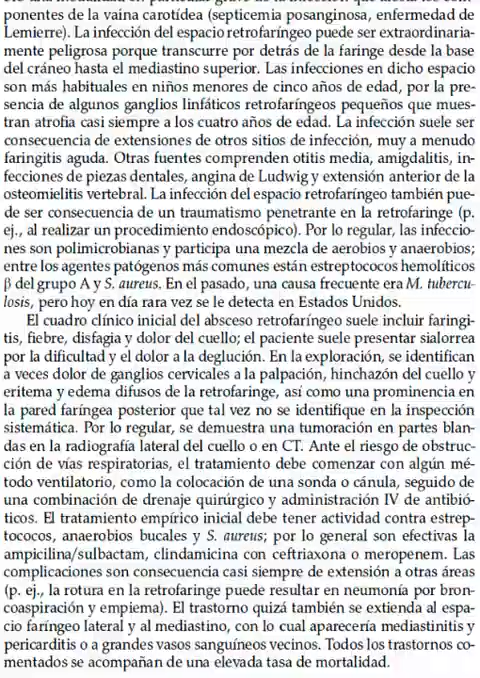 ponentes de la vaina carotídea (septicemia posanginosa, enfermedad de
Lemierre). La infección del espacio retrofaríngeo puede ser extraordinaria-
mente peligrosa porque transcurre por detrás de la faringe desde la base
del cráneo hasta el mediastino superior. Las infecciones en dicho espacio
son más habituales en niños menores de cinco años de edad, por la pre-
sencia de algunos ganglios linfáticos retrofaríngeos pequeños que mues-
tran atrofia casi siempre a los cuatro años de edad. La infección suele ser
consecuencia de extensiones de otros sitios de infección, muy a menudo
faringitis aguda. Otras fuentes comprenden otitis media, amigdalitis, in-
fecciones de piezas dentales, angina de Ludwig y extensión anterior de la
osteomielitis vertebral. La infección del espacio retrofaríngeo también pue-
de ser consecuencia de un traumatismo penetrante en la retrofaringe (p.
ej., al realizar un procedimiento endoscópico). Por lo regular, las infeccio-
nes son polimicrobianas y participa una mezcla de aerobios y anaerobios;
entre los agentes patógenos más comunes están estreptococos hemolíticos
β del grupo A y S. aureus. En el pasado, una causa frecuente era M. tubercu-
losis, pero hoy en día rara vez se le detecta en Estados Unidos.
El cuadro clínico inicial del absceso retrofaríngeo suele incluir faringi-
tis, fiebre, disfagia y dolor del cuello; el paciente suele presentar sialorrea
por la dificultad y el dolor a la deglución. En la exploración, se identifican
a veces dolor de ganglios cervicales a la palpación, hinchazón del cuello y
eritema y edema difusos de la retrofaringe, así como una prominencia en
la pared faríngea posterior que tal vez no se identifique en la inspección
sistemática. Por lo regular, se demuestra una tumoración en partes blan-
das en la radiografía lateral del cuello o en CT. Ante el riesgo de obstruc-
ción de vías respiratorias, el tratamiento debe comenzar con algún mé-
todo ventilatorio, como la colocación de una sonda o cánula, seguido de
una combinación de drenaje quirúrgico y administración IV de antibió-
ticos. El tratamiento empírico inicial debe tener actividad contra estrep-
tococos, anaerobios bucales y S. aureus; por lo general son efectivas la
ampicilina/sulbactam, clindamicina con ceftriaxona o meropenem. Las
complicaciones son consecuencia casi siempre de extensión a otras áreas
(p. ej., la rotura en la retrofaringe puede resultar en neumonía por bron-
coaspiración y empiema). El trastorno quizá también se extienda al espa-
cio faríngeo lateral y al mediastino, con lo cual aparecería mediastinitis y
pericarditis o a grandes vasos sanguíneos vecinos. Todos los trastornos co-
mentados se acompañan de una elevada tasa de mortalidad.